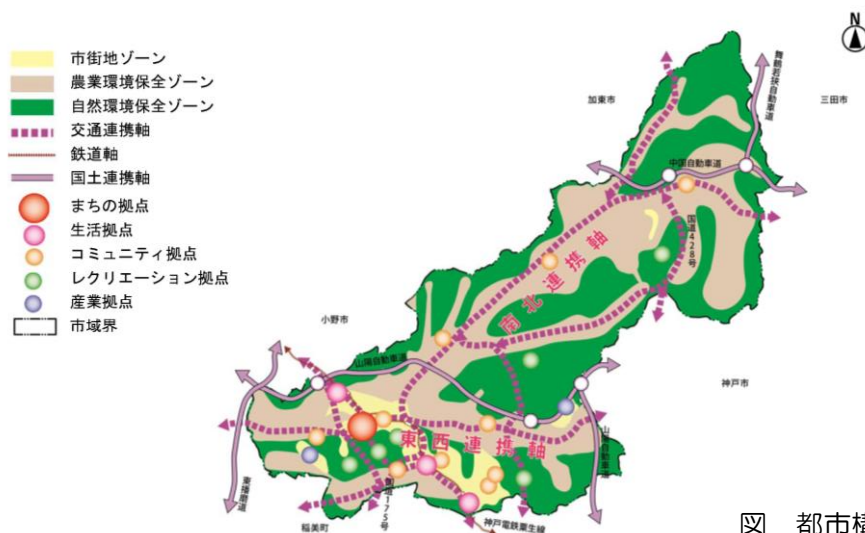 市街地ゾーン
農業環境保全ゾーン
自然環境保全ゾーン
交通連携軸
鉄道軸
国土連携軸
まちの拠点
生活拠点
コミュニティ拠点
レクリエーション拠点
産業拠点
市域界
N
舞鶴若狭自動車道
加東市
三田市
中国自動車道
国道428号
南北連携軸
小野市
山陽自動車道
神戸市
東西連携軸
山陽自動車道
東播磨道
国道175号
稲美町
神戸電鉄粟生線
図 都市構